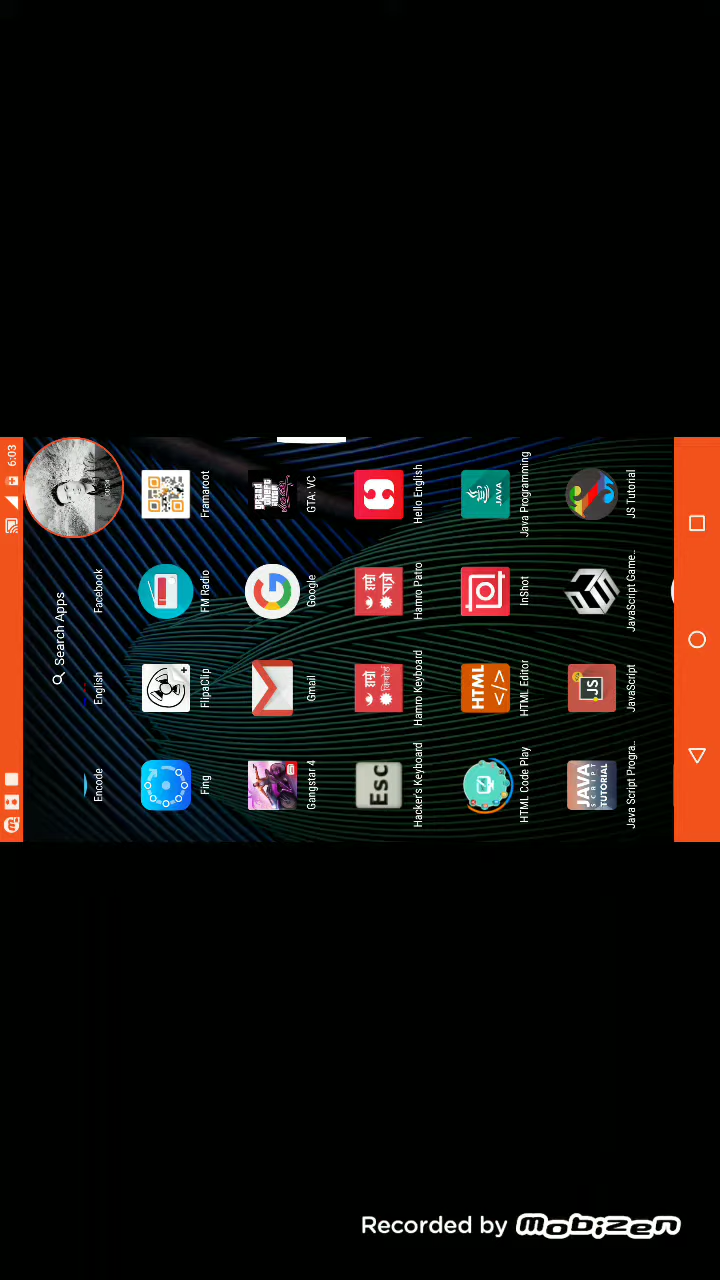 6:03
Search Apps
Encode
English
Facebook
Fing
FlipaClip
FM Radio
Framaroot
Gangstar 4
Gmail
Google
GTA: VC
Esc
हाम्रो
किबोर्ड
हाम्रो
पात्रो
Hacker's Keyboard
Hamro Keyboard
Hamro Patro
Hello English
HTML
</>
JAVA
HTML Code Play
HTML Editor
InShot
Java Programming
JAVA
SCRIPT
TUTORIAL
JS
Java Script Progra..
JavaScript
JavaScript Game..
JS Tutorial
Recorded by mobizen